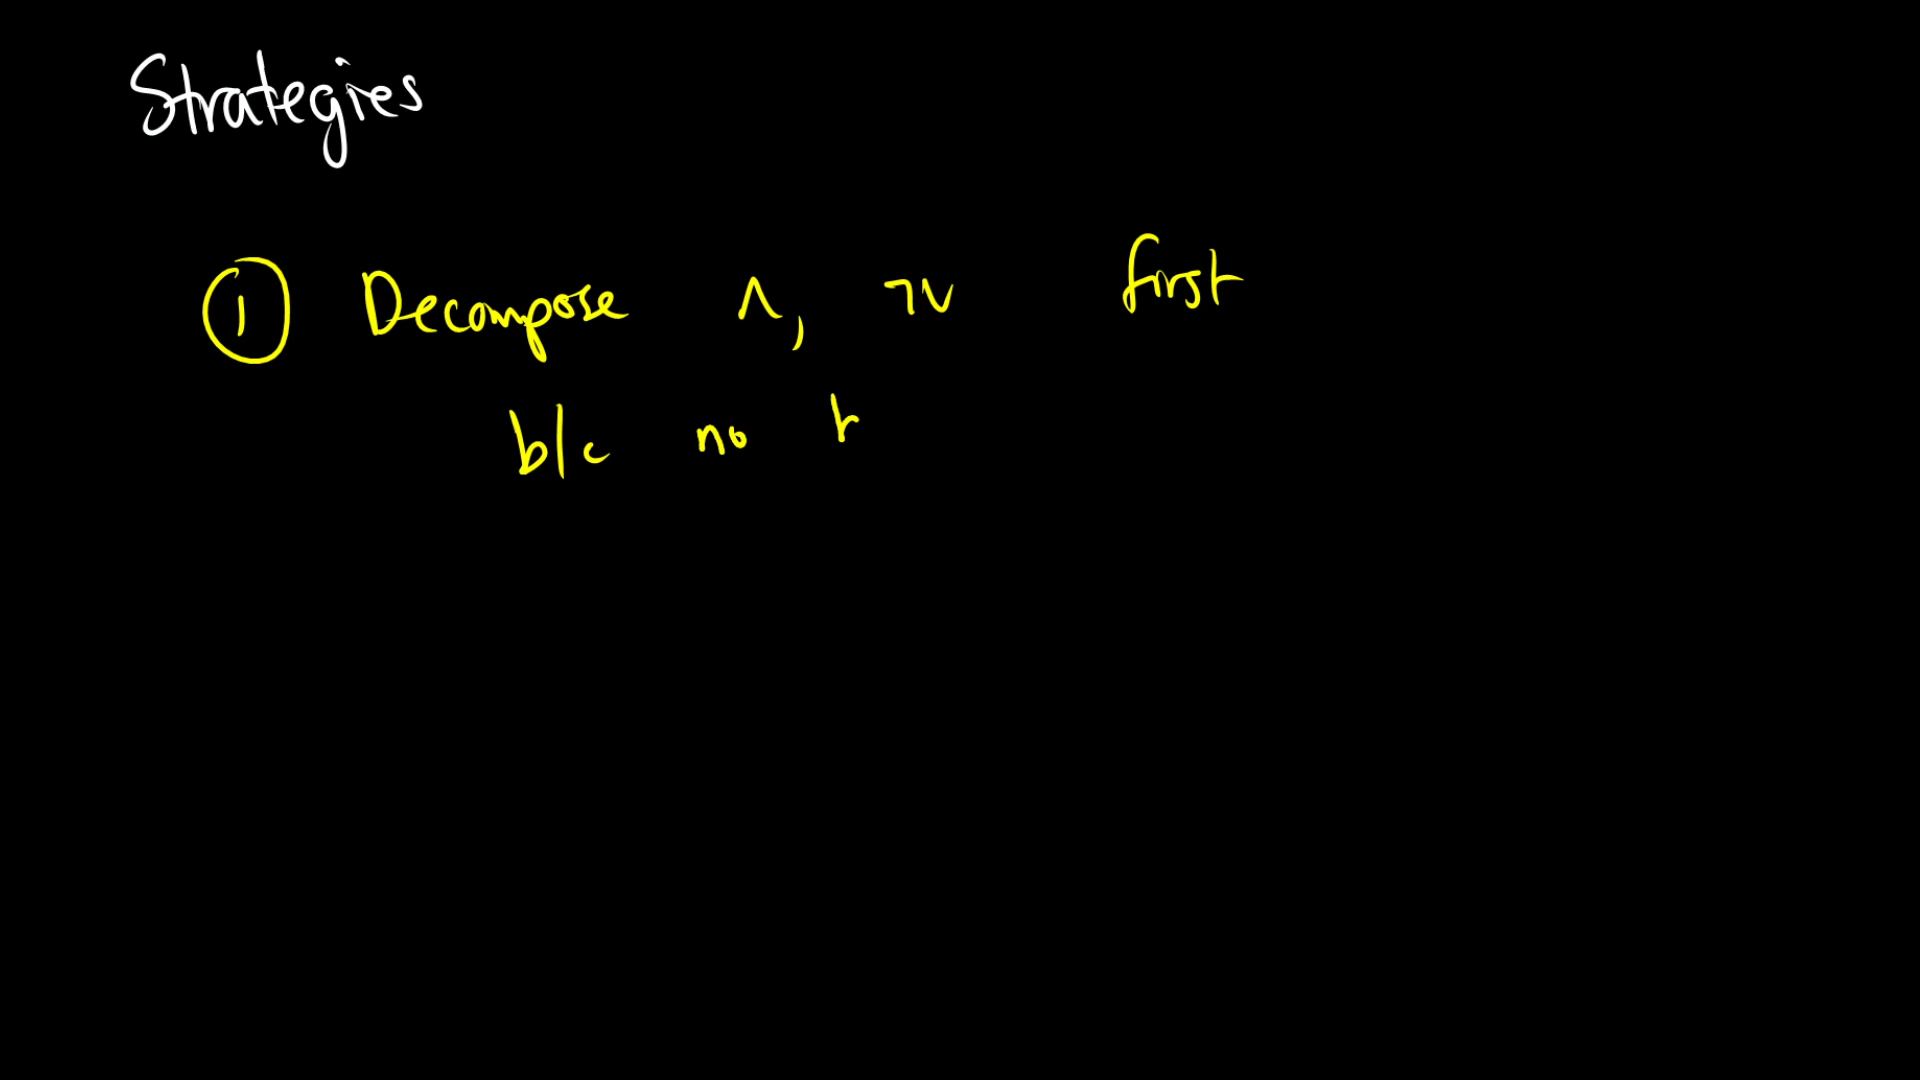 Strategies
① Decompose ∧, ¬∨ first
b/c no